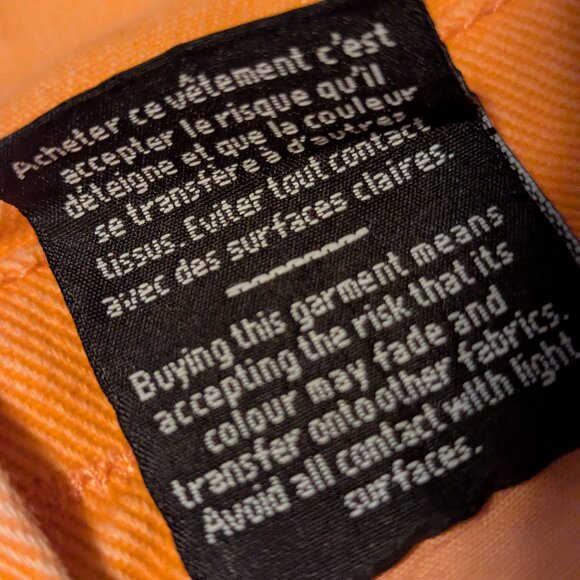 Acheter ce vêtement c'est
accepter le risque qu'il
déteigne et que la couleur
se transfère à d'autres
tissus. Eviter tout contact
avec des surfaces claires.
Buying this garment means
accepting the risk that its
colour may fade and
transfer onto other fabrics.
Avoid all contact with light
surfaces.